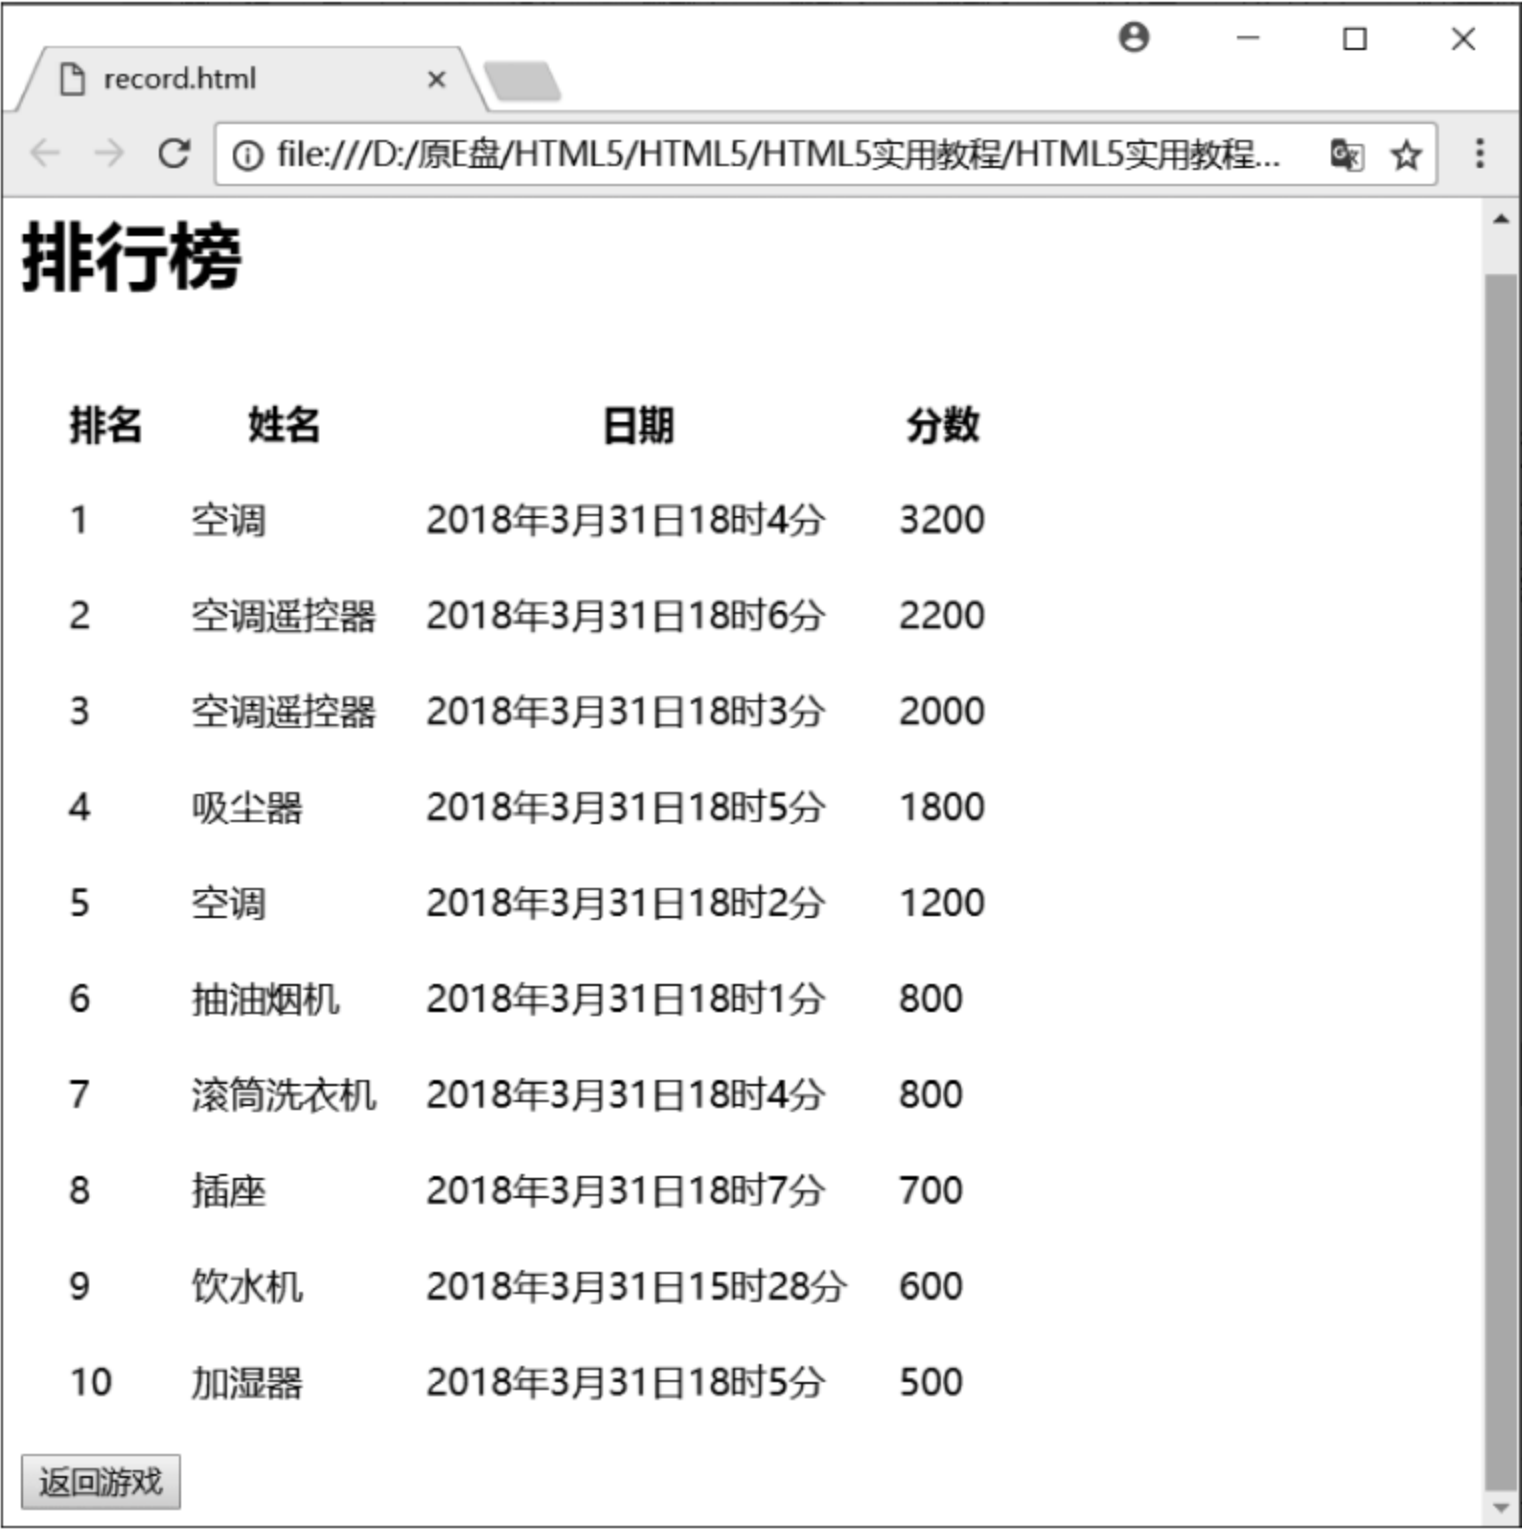 record.html
file:///D:/原E盘/HTML5/HTML5/HTML5实用教程/HTML5实用教程...
排行榜
排名 姓名 日期 分数
1 空调 2018年3月31日18时4分 3200
2 空调遥控器 2018年3月31日18时6分 2200
3 空调遥控器 2018年3月31日18时3分 2000
4 吸尘器 2018年3月31日18时5分 1800
5 空调 2018年3月31日18时2分 1200
6 抽油烟机 2018年3月31日18时1分 800
7 滚筒洗衣机 2018年3月31日18时4分 800
8 插座 2018年3月31日18时7分 700
9 饮水机 2018年3月31日15时28分 600
10 加湿器 2018年3月31日18时5分 500
返回游戏